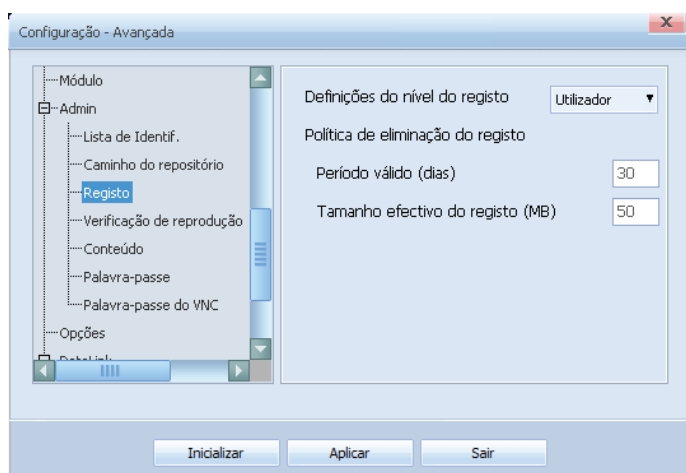 Configuração - Avançada
x
Módulo
Admin
Lista de Identif.
Caminho do repositório
Registo
Verificação de reprodução
Conteúdo
Palavra-passe
Palavra-passe do VNC
Opções
Definições do nível do registo Utilizador
Política de eliminação do registo
Período válido (dias) 30
Tamanho efectivo do registo (MB) 50
Inicializar Aplicar Sair